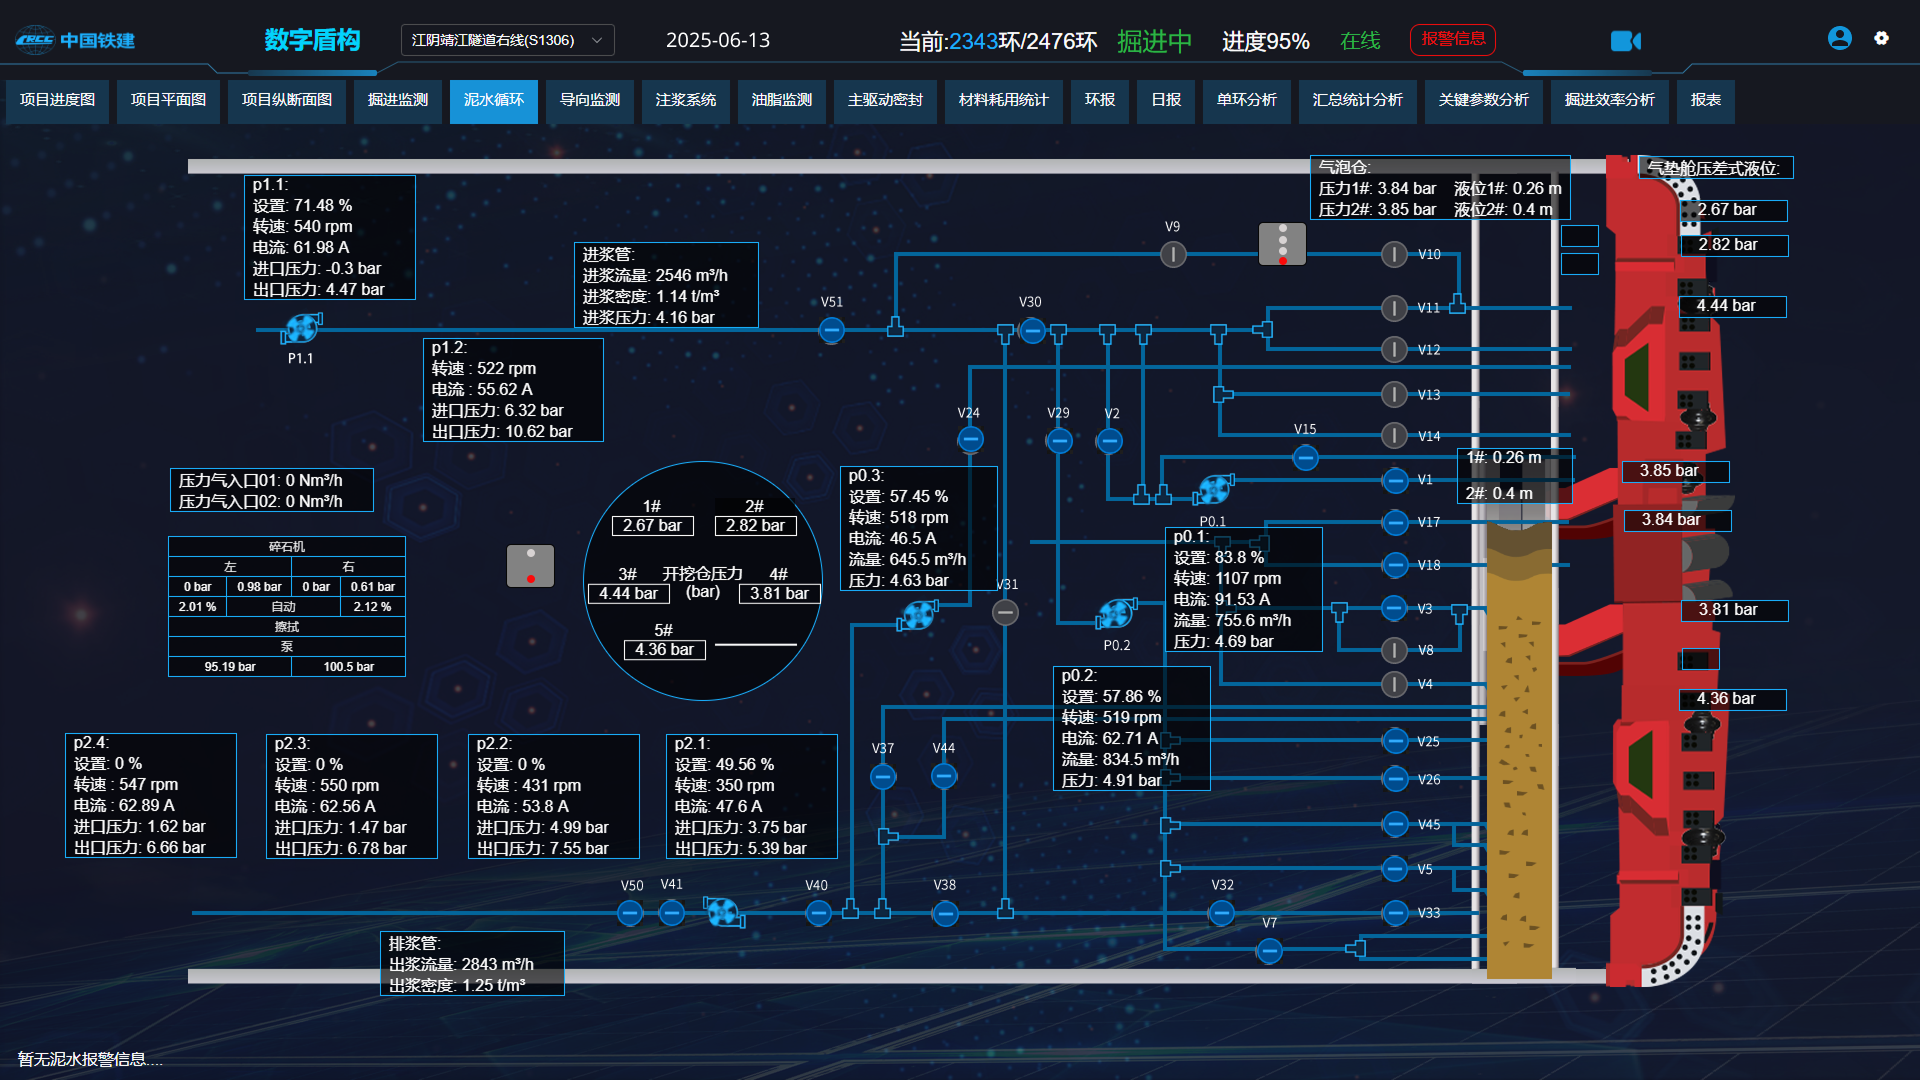 CRCC 中国铁建
数字盾构
江阴靖江隧道右线(S1306)
2025-06-13
当前:2343环/2476环 掘进中 进度95% 在线
报警信息
项目进度图 项目平面图 项目纵断面图 掘进监测 泥水循环 导向监测 注浆系统 油脂监测 主驱动密封 材料耗用统计 环报 日报 单环分析 汇总统计分析 关键参数分析 掘进效率分析 报表
气泡仓:
压力1#: 3.84 bar 液位1#: 0.26 m
压力2#: 3.85 bar 液位2#: 0.4 m
气垫舱压差式液位:
2.67 bar
2.82 bar
4.44 bar
3.85 bar
3.84 bar
3.81 bar
4.36 bar
p1.1:
设置: 71.48 %
转速: 540 rpm
电流: 61.98 A
进口压力: -0.3 bar
出口压力: 4.47 bar
P1.1
进浆管:
进浆流量: 2546 m³/h
进浆密度: 1.14 t/m³
进浆压力: 4.16 bar
p1.2:
转速 : 522 rpm
电流 : 55.62 A
进口压力: 6.32 bar
出口压力: 10.62 bar
V51
V30
V9
V10
V11
V12
V13
V14
V24
V29
V2
V15
V1
V17
V18
V3
V8
V4
V25
V26
V45
V5
V33
1#: 0.26 m
2#: 0.4 m
压力气入口01: 0 Nm³/h
压力气入口02: 0 Nm³/h
碎石机
左 右
0 bar 0.98 bar 0 bar 0.61 bar
2.01 % 自动 2.12 %
擦拭
泵
95.19 bar 100.5 bar
1# 2#
2.67 bar 2.82 bar
3# 开挖仓压力 4#
4.44 bar (bar) 3.81 bar
5#
4.36 bar
p0.3:
设置: 57.45 %
转速: 518 rpm
电流: 46.5 A
流量: 645.5 m³/h
压力: 4.63 bar
V31
P0.1
p0.1:
设置: 83.8 %
转速: 1107 rpm
电流: 91.53 A
流量: 755.6 m³/h
压力: 4.69 bar
P0.2
p0.2:
设置: 57.86 %
转速: 519 rpm
电流: 62.71 A
流量: 834.5 m³/h
压力: 4.91 bar
p2.4:
设置: 0 %
转速 : 547 rpm
电流 : 62.89 A
进口压力: 1.62 bar
出口压力: 6.66 bar
p2.3:
设置: 0 %
转速 : 550 rpm
电流 : 62.56 A
进口压力: 1.47 bar
出口压力: 6.78 bar
p2.2:
设置: 0 %
转速 : 431 rpm
电流 : 53.8 A
进口压力: 4.99 bar
出口压力: 7.55 bar
p2.1:
设置: 49.56 %
转速: 350 rpm
电流: 47.6 A
进口压力: 3.75 bar
出口压力: 5.39 bar
V37
V44
V50
V41
V40
V38
V32
V7
排浆管:
出浆流量: 2843 m³/h
出浆密度: 1.25 t/m³
暂无泥水报警信息....